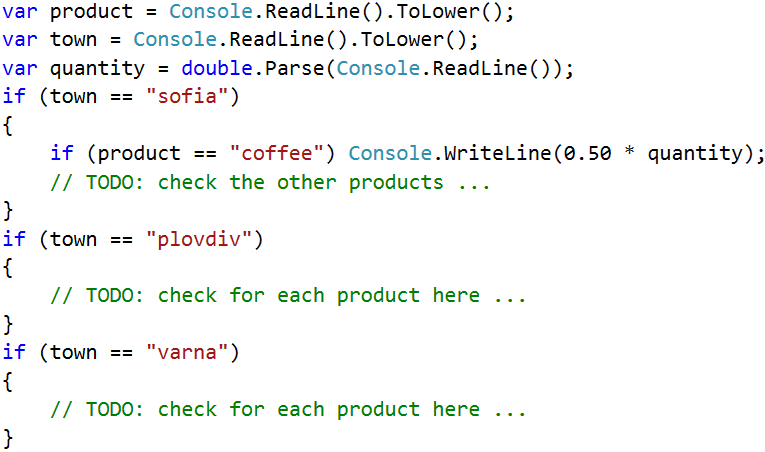 var product = Console.ReadLine().ToLower();
var town = Console.ReadLine().ToLower();
var quantity = double.Parse(Console.ReadLine());
if (town == "sofia")
{
    if (product == "coffee") Console.WriteLine(0.50 * quantity);
    // TODO: check the other products ...
}
if (town == "plovdiv")
{
    // TODO: check for each product here ...
}
if (town == "varna")
{
    // TODO: check for each product here ...
}